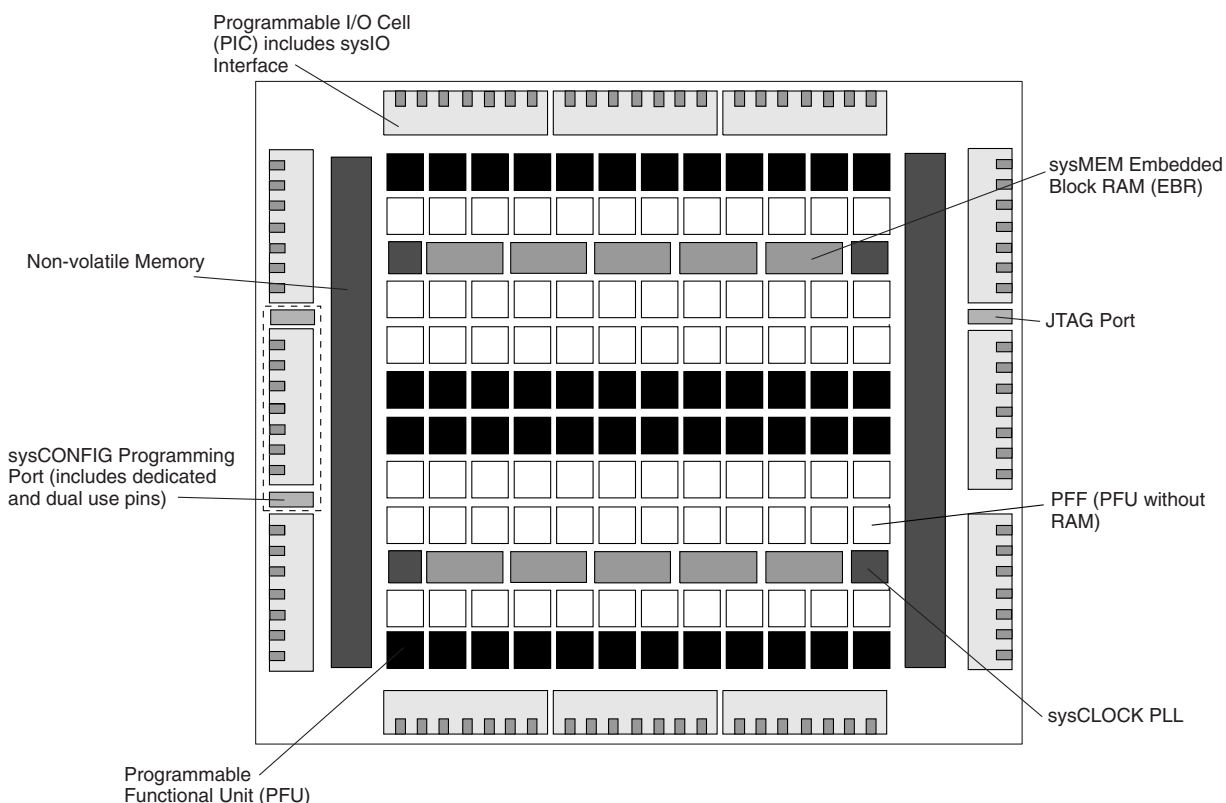 Programmable I/O Cell
(PIC) includes sysIO
Interface
sysMEM Embedded
Block RAM (EBR)
Non-volatile Memory
JTAG Port
sysCONFIG Programming
Port (includes dedicated
and dual use pins)
PFF (PFU without
RAM)
sysCLOCK PLL
Programmable
Functional Unit (PFU)